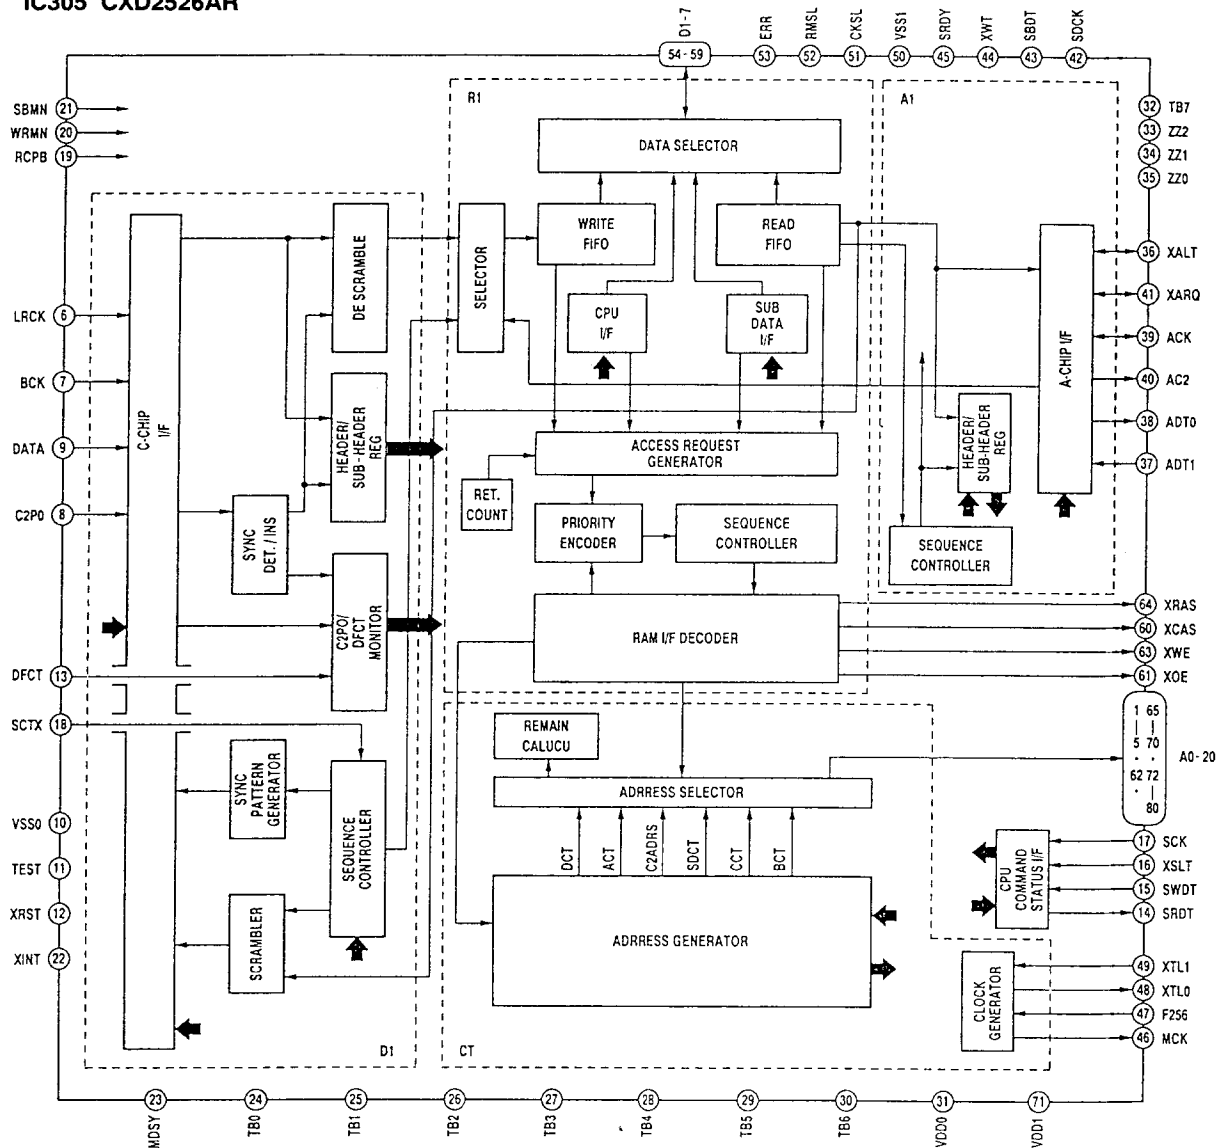 IC305 CXD2526AR
D1-7
ERR
RMSL
CKSL
VSS1
SRDY
XWT
SBDT
SDCK
54-59
53
52
51
50
45
44
43
42
SBMN 21
WRMN 20
RCPB 19
LRCK 6
BCK 7
DATA 9
C2P0 8
DFCT 13
SCTX 18
VSS0 10
TEST 11
XRST 12
XINT 22
C-CHIP
I/F
DE SCRAMBLE
HEADER/
SUB-HEADER
REG
SYNC
DET./INS
C2PO/
DFCT
MONITOR
SYNC
PATTERN
GENERATOR
SEQUENCE
CONTROLLER
SCRAMBLER
D1
R1
DATA SELECTOR
SELECTOR
WRITE
FIFO
READ
FIFO
CPU
I/F
SUB
DATA
I/F
ACCESS REQUEST
GENERATOR
RET.
COUNT
PRIORITY
ENCODER
SEQUENCE
CONTROLLER
RAM I/F DECODER
A1
A-CHIP I/F
HEADER/
SUB-HEADER
REG
SEQUENCE
CONTROLLER
REMAIN
CALUCU
ADRRESS SELECTOR
DCT
ACT
C2ADRS
SDCT
CCT
BCT
ADRRESS GENERATOR
CT
CPU
COMMAND
STATUS I/F
CLOCK
GENERATOR
32 TB7
33 ZZ2
34 ZZ1
35 ZZ0
36 XALT
41 XARQ
39 ACK
40 AC2
38 ADT0
37 ADT1
64 XRAS
60 XCAS
63 XWE
61 XOE
1 65
5 70
62 72
80
A0-20
17 SCK
16 XSLT
15 SWDT
14 SRDT
49 XTL1
48 XTL0
47 F256
46 MCK
23
24
25
26
27
28
29
30
31
71
MDSY
TB0
TB1
TB2
TB3
TB4
TB5
TB6
VDD0
VDD1